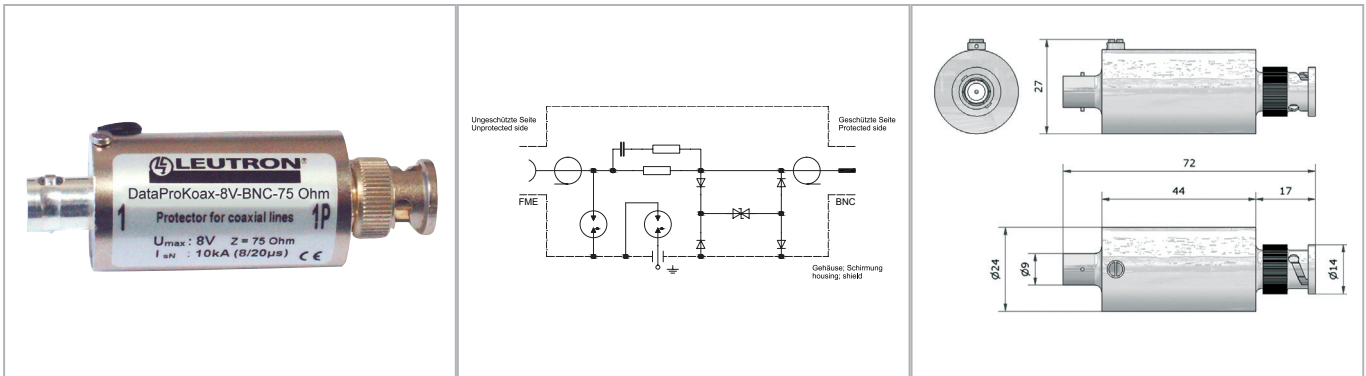 LEUTRON®
DataProKoax-8V-BNC-75 Ohm
1 Protector for coaxial lines 1P
Umax : 8V Z = 75 Ohm
IsN : 10kA (8/20µs) CE
Ungeschützte Seite
Unprotected side
Geschützte Seite
Protected side
FME
BNC
Gehäuse; Schirmung
housing; shield
27
72
44
17
Ø24
Ø9
Ø14